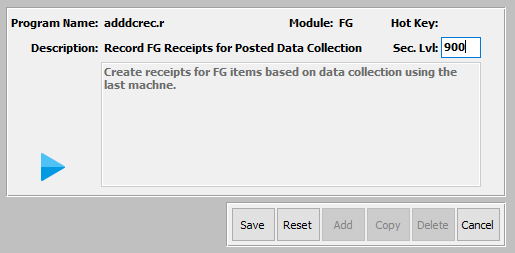 Program Name: adddcrec.r Module: FG Hot Key:
Description: Record FG Receipts for Posted Data Collection Sec. Lvl: 900
Create receipts for FG items based on data collection using the
last machne.
Save Reset Add Copy Delete Cancel